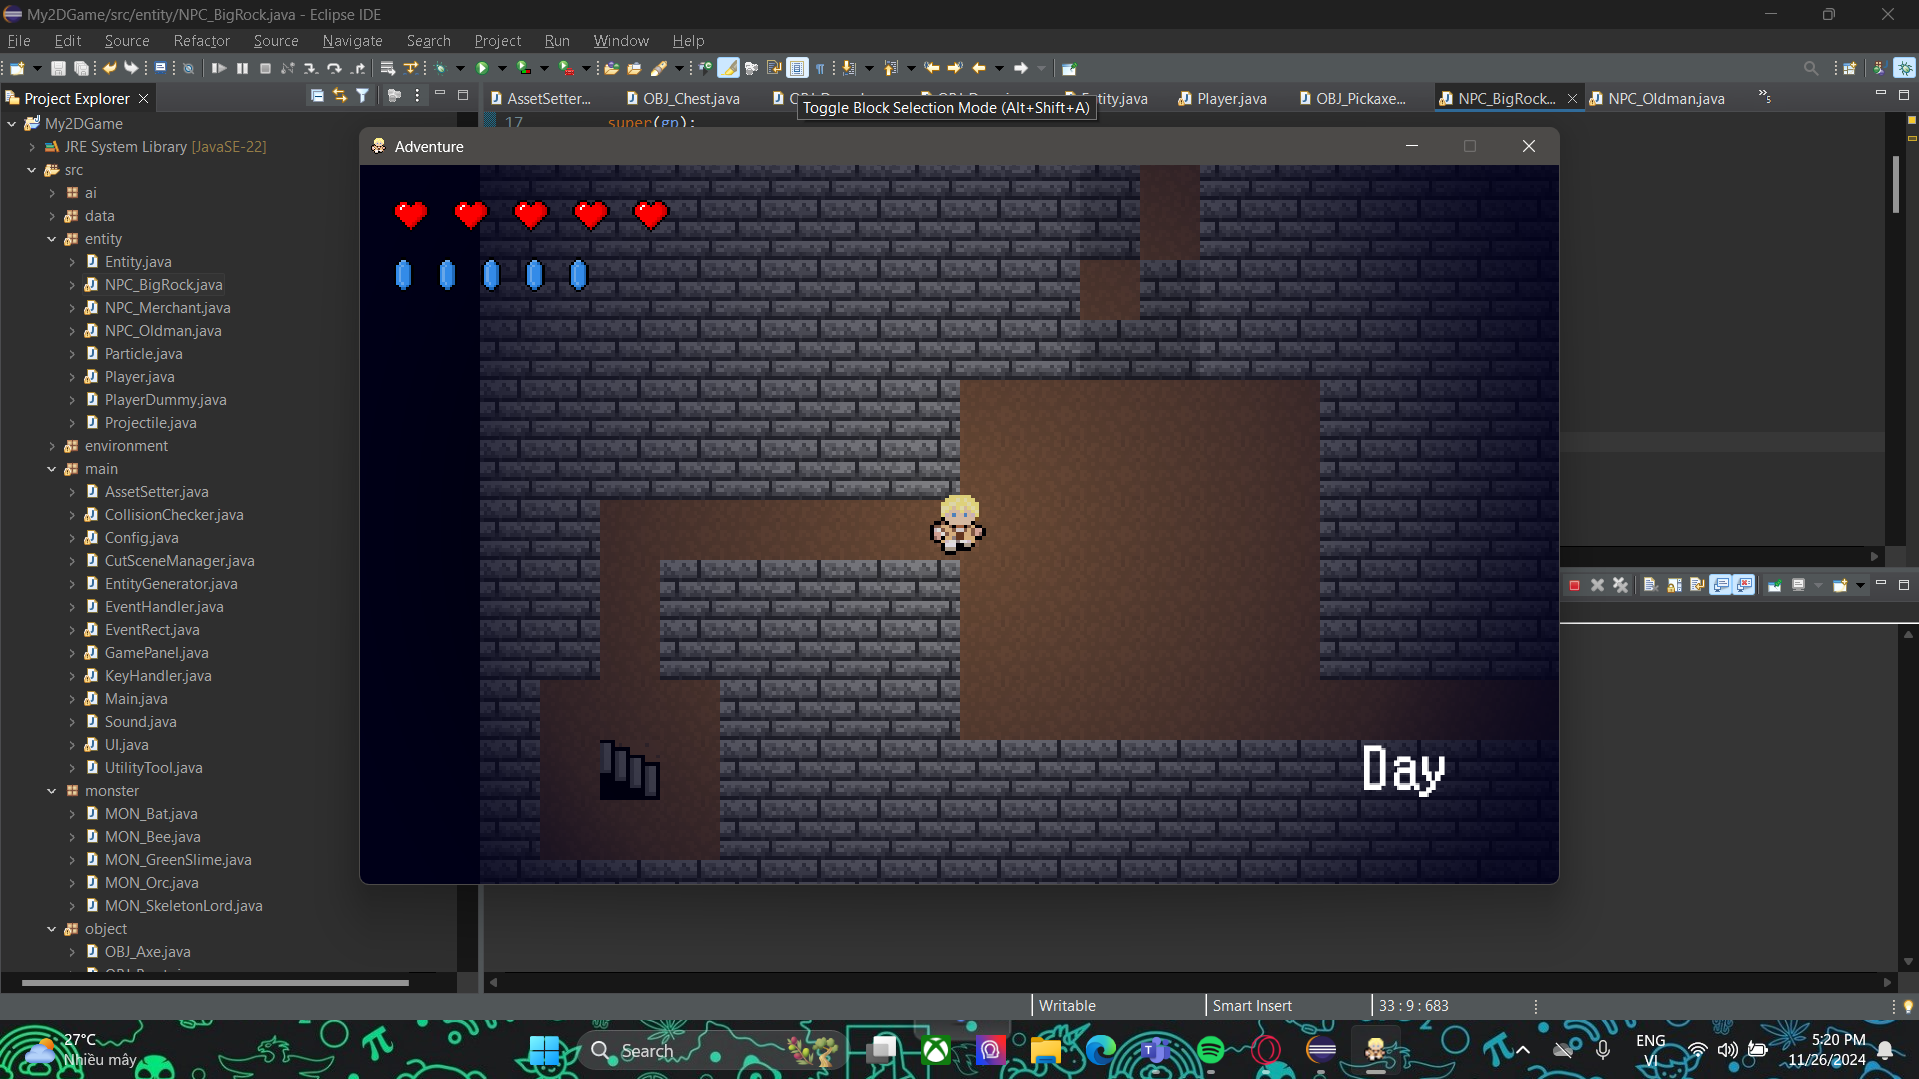 My2DGame/src/entity/NPC_BigRock.java - Eclipse IDE
File Edit Source Refactor Source Navigate Search Project Run Window Help
Project Explorer
AssetSetter... OBJ_Chest.java Entity.java Player.java OBJ_Pickaxe... NPC_BigRock... NPC_Oldman.java »5
Toggle Block Selection Mode (Alt+Shift+A)
17 super(gp);
My2DGame
JRE System Library [JavaSE-22]
src
ai
data
entity
Entity.java
NPC_BigRock.java
NPC_Merchant.java
NPC_Oldman.java
Particle.java
Player.java
PlayerDummy.java
Projectile.java
environment
main
AssetSetter.java
CollisionChecker.java
Config.java
CutSceneManager.java
EntityGenerator.java
EventHandler.java
EventRect.java
GamePanel.java
KeyHandler.java
Main.java
Sound.java
UI.java
UtilityTool.java
monster
MON_Bat.java
MON_Bee.java
MON_GreenSlime.java
MON_Orc.java
MON_SkeletonLord.java
object
OBJ_Axe.java
Adventure
Day
Writable Smart Insert 33 : 9 : 683
27°C
Nhiều mây
Search
ENG
VI
5:20 PM
11/26/2024